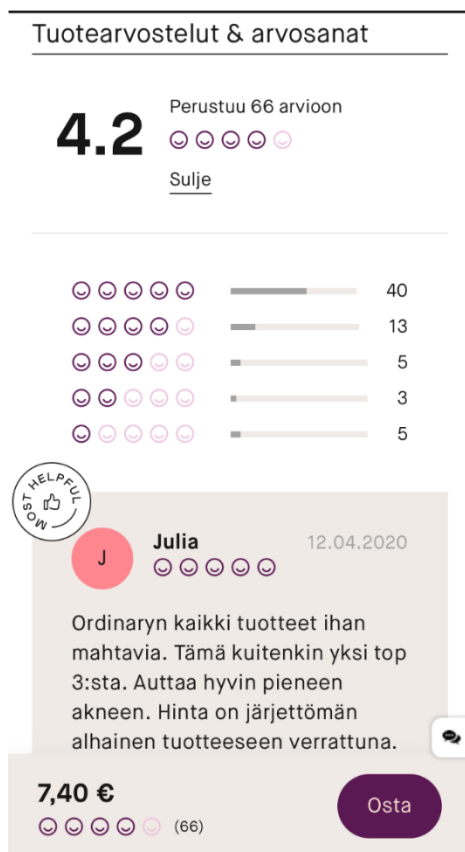 Tuotearvostelut & arvosanat
4.2
Perustuu 66 arvioon
Sulje
40
13
5
3
5
MOST HELPFUL
J
Julia
12.04.2020
Ordinaryn kaikki tuotteet ihan
mahtavia. Tämä kuitenkin yksi top
3:sta. Auttaa hyvin pieneen
akneen. Hinta on järjettömän
alhainen tuotteeseen verrattuna.
7,40 €
(66)
Osta